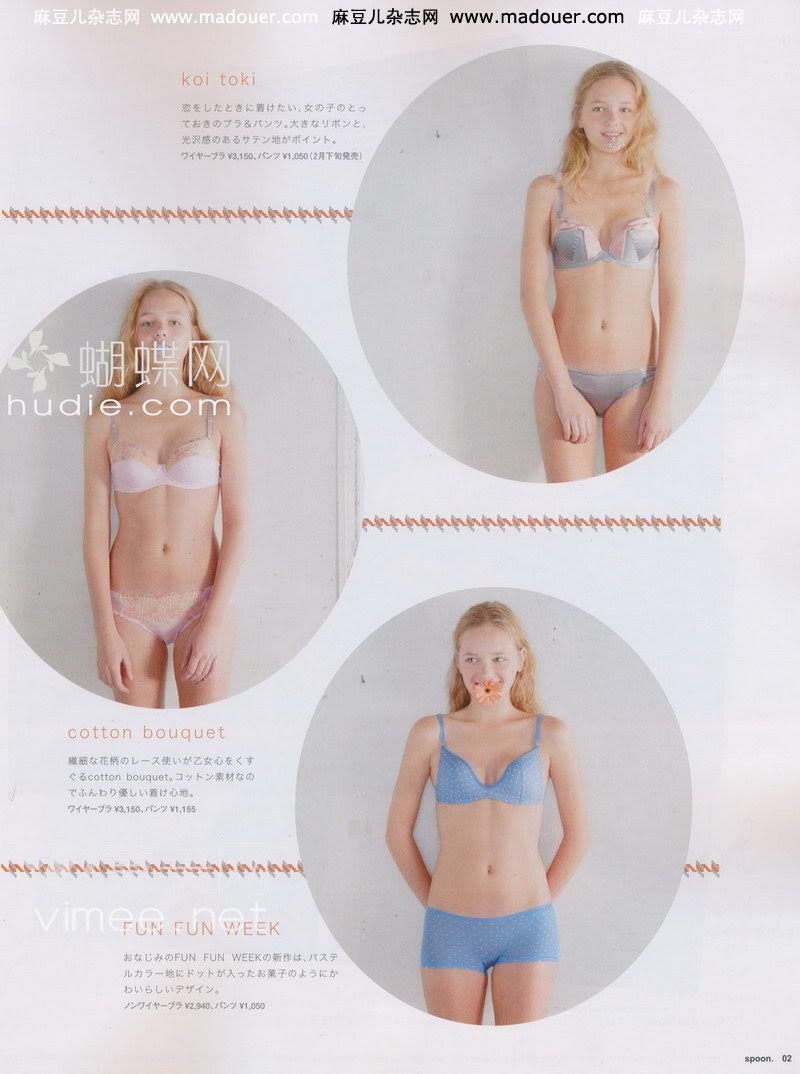 麻豆儿杂志网 www.madouer.com 麻豆儿杂志网 www.madouer.com 麻豆儿杂志网
koi toki
恋をしたときに着けたい、女の子のとっ
ておきのブラ＆パンツ。大きなリボンと、
光沢感のあるサテン地がポイント。
ワイヤーブラ ¥3,150、パンツ ¥1,050（2月下旬発売）
蝴蝶网
hudie.com
cotton bouquet
繊細な花柄のレース使いが乙女心をくす
ぐるcotton bouquet。コットン素材なの
でふんわり優しい着け心地。
ワイヤーブラ ¥3,150、パンツ ¥1,155
vimee.net
FUN FUN WEEK
おなじみのFUN FUN WEEKの新作は、パステ
ルカラー地にドットが入ったお菓子のようにか
わいらしいデザイン。
ノンワイヤーブラ ¥2,940、パンツ ¥1,050
spoon. 02